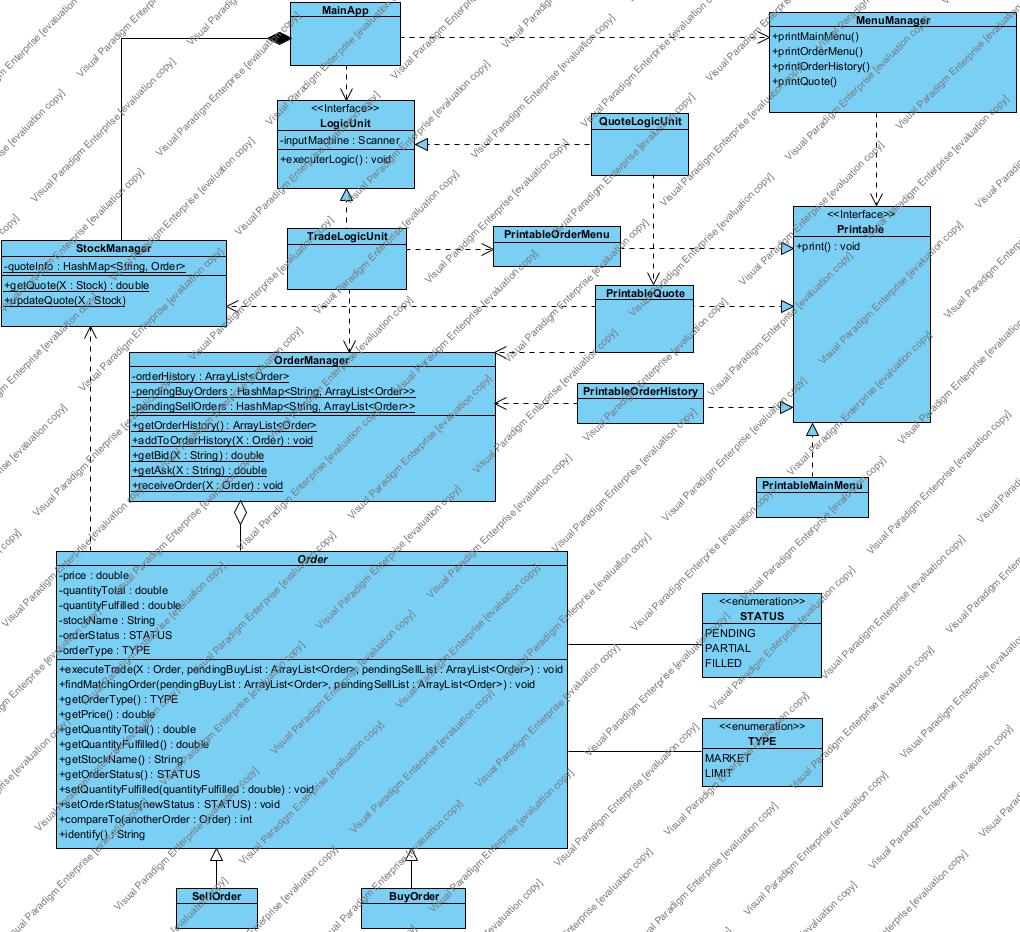 MainApp
MenuManager
+printMainMenu()
+printOrderMenu()
+printOrderHistory()
+printQuote()
<<Interface>>
LogicUnit
-inputMachine : Scanner
+executerLogic() : void
QuoteLogicUnit
<<Interface>>
Printable
+print() : void
TradeLogicUnit
PrintableOrderMenu
StockManager
-quoteInfo : HashMap<String, Order>
+getQuote(X : Stock) : double
+updateQuote(X : Stock)
PrintableQuote
OrderManager
-orderHistory : ArrayList<Order>
-pendingBuyOrders : HashMap<String, ArrayList<Order>>
-pendingSellOrders : HashMap<String, ArrayList<Order>>
+getOrderHistory() : ArrayList<Order>
+addToOrderHistory(X : Order) : void
+getBid(X : String) : double
+getAsk(X : String) : double
+receiveOrder(X : Order) : void
PrintableOrderHistory
PrintableMainMenu
Order
-price : double
-quantityTotal : double
-quantityFulfilled : double
-stockName : String
-orderStatus : STATUS
-orderType : TYPE
+executeTrade(X : Order, pendingBuyList : ArrayList<Order>, pendingSellList : ArrayList<Order>) : void
+findMatchingOrder(pendingBuyList : ArrayList<Order>, pendingSellList : ArrayList<Order>) : void
+getOrderType() : TYPE
+getPrice() : double
+getQuantityTotal() : double
+getQuantityFulfilled() : double
+getStockName() : String
+getOrderStatus() : STATUS
+setQuantityFulfilled(quantityFulfilled : double) : void
+setOrderStatus(newStatus : STATUS) : void
+compareTo(anotherOrder : Order) : int
+identify() : String
<<enumeration>>
STATUS
PENDING
PARTIAL
FILLED
<<enumeration>>
TYPE
MARKET
LIMIT
SellOrder
BuyOrder
Visual Paradigm Enterprise [evaluation copy]